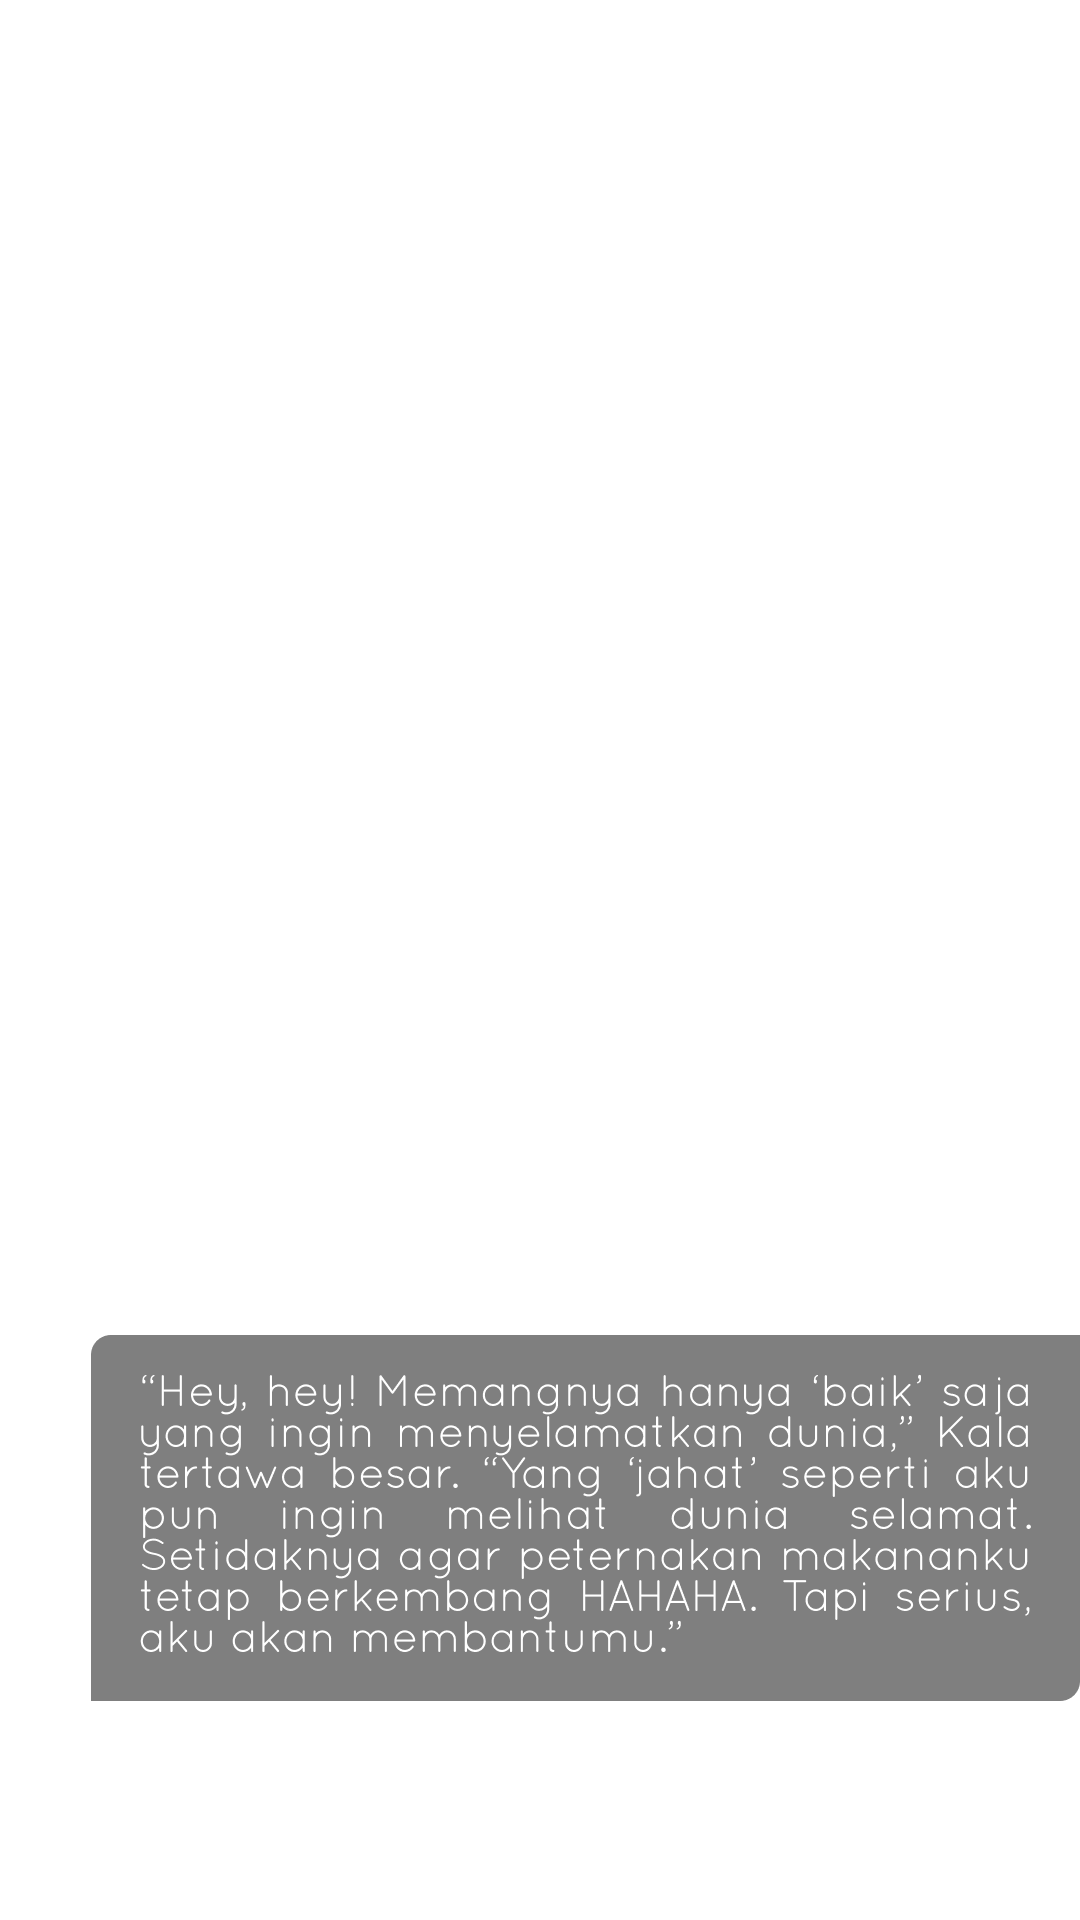 “Hey, hey! Memangnya hanya ‘baik’ saja
yang ingin menyelamatkan dunia,” Kala
tertawa besar. “Yang ‘jahat’ seperti aku
pun ingin melihat dunia selamat.
Setidaknya agar peternakan makananku
tetap berkembang HAHAHA. Tapi serius,
aku akan membantumu.”